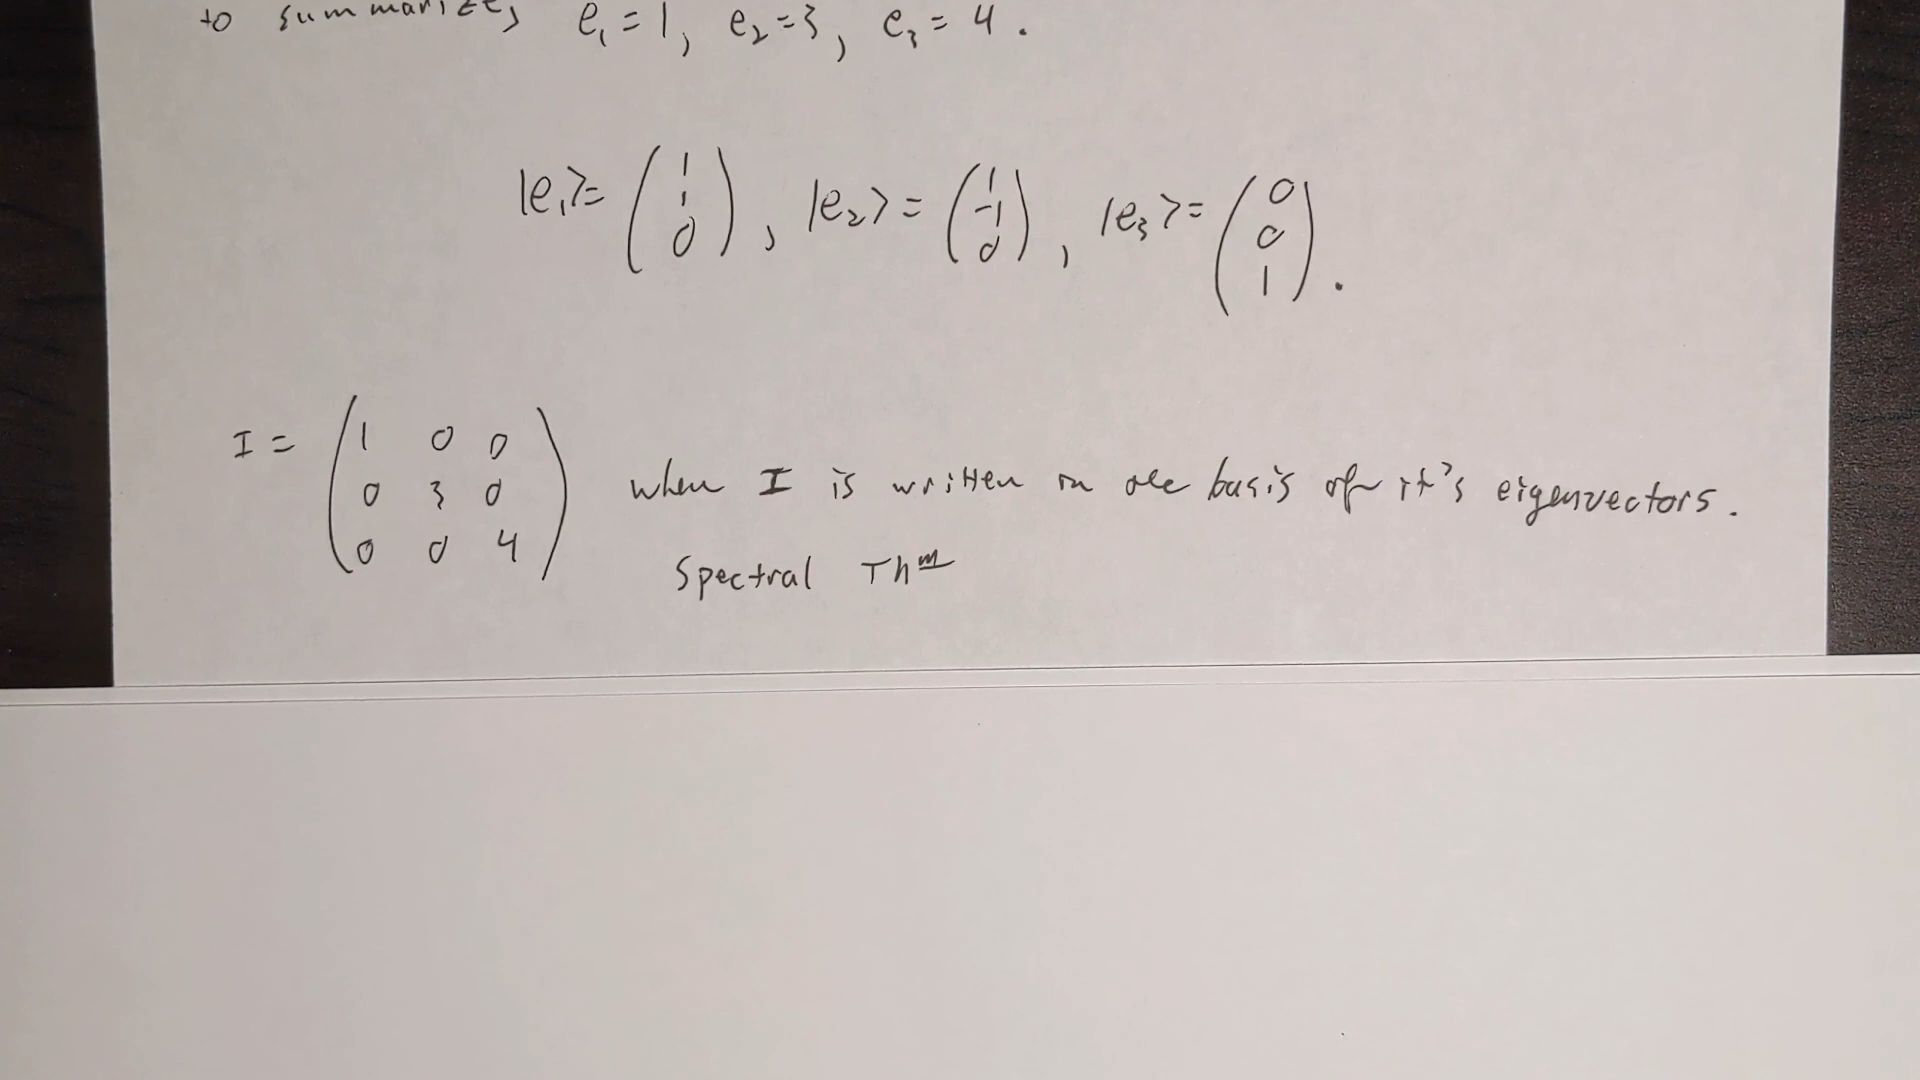 to summarize, e₁ = 1, e₂ = 3, e₃ = 4.
|e₁⟩ = (1 1 0), |e₂⟩ = (1 -1 0), |e₃⟩ = (0 0 1).
I = (1 0 0
0 3 0
0 0 4) when I is written in the basis of it's eigenvectors.
Spectral Thm